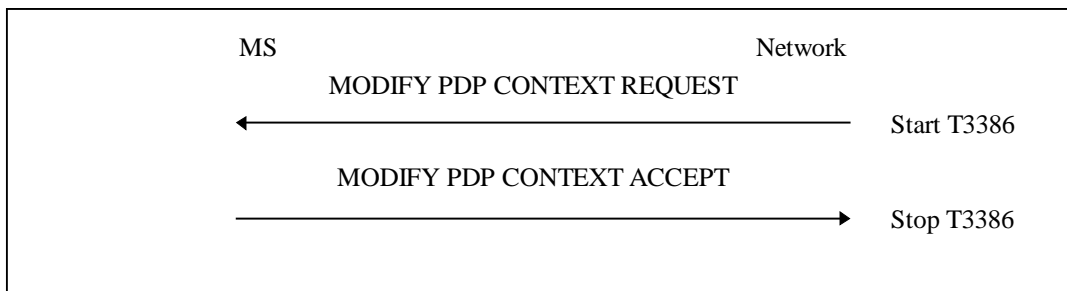 MS Network
MODIFY PDP CONTEXT REQUEST
Start T3386
MODIFY PDP CONTEXT ACCEPT
Stop T3386